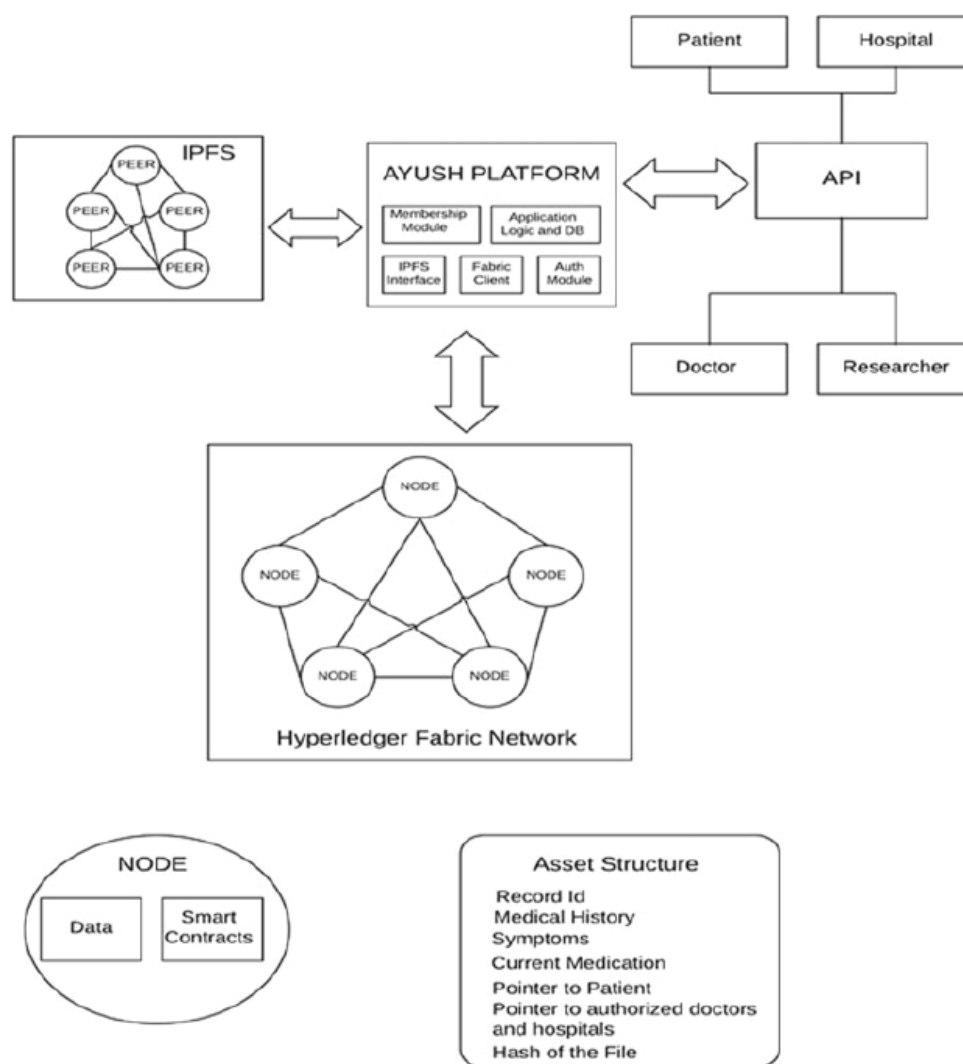 Patient
Hospital
IPFS
PEER
PEER
PEER
PEER
PEER
AYUSH PLATFORM
Membership
Module
Application
Logic and DB
IPFS
Interface
Fabric
Client
Auth
Module
API
Doctor
Researcher
NODE
NODE
NODE
NODE
NODE
Hyperledger Fabric Network
NODE
Data
Smart
Contracts
Asset Structure
Record Id
Medical History
Symptoms
Current Medication
Pointer to Patient
Pointer to authorized doctors
and hospitals
Hash of the File